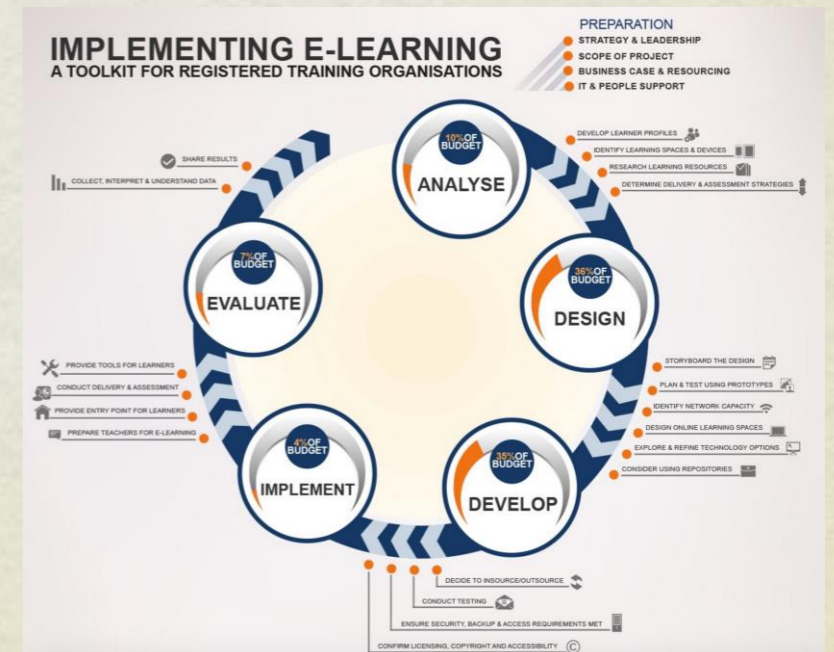 IMPLEMENTING E-LEARNING
A TOOLKIT FOR REGISTERED TRAINING ORGANISATIONS
PREPARATION
STRATEGY & LEADERSHIP
SCOPE OF PROJECT
BUSINESS CASE & RESOURCING
IT & PEOPLE SUPPORT
10% OF
BUDGET
ANALYSE
DEVELOP LEARNER PROFILES
IDENTIFY LEARNING SPACES & DEVICES
RESEARCH LEARNING RESOURCES
DETERMINE DELIVERY & ASSESSMENT STRATEGIES
36% OF
BUDGET
DESIGN
STORYBOARD THE DESIGN
PLAN & TEST USING PROTOTYPES
IDENTIFY NETWORK CAPACITY
DESIGN ONLINE LEARNING SPACES
EXPLORE & REFINE TECHNOLOGY OPTIONS
CONSIDER USING REPOSITORIES
35% OF
BUDGET
DEVELOP
DECIDE TO INSOURCE/OUTSOURCE
CONDUCT TESTING
ENSURE SECURITY, BACKUP & ACCESS REQUIREMENTS MET
CONFIRM LICENSING, COPYRIGHT AND ACCESSIBILITY ©
4% OF
BUDGET
IMPLEMENT
PROVIDE TOOLS FOR LEARNERS
CONDUCT DELIVERY & ASSESSMENT
PROVIDE ENTRY POINT FOR LEARNERS
PREPARE TEACHERS FOR E-LEARNING
7% OF
BUDGET
EVALUATE
SHARE RESULTS
COLLECT, INTERPRET & UNDERSTAND DATA